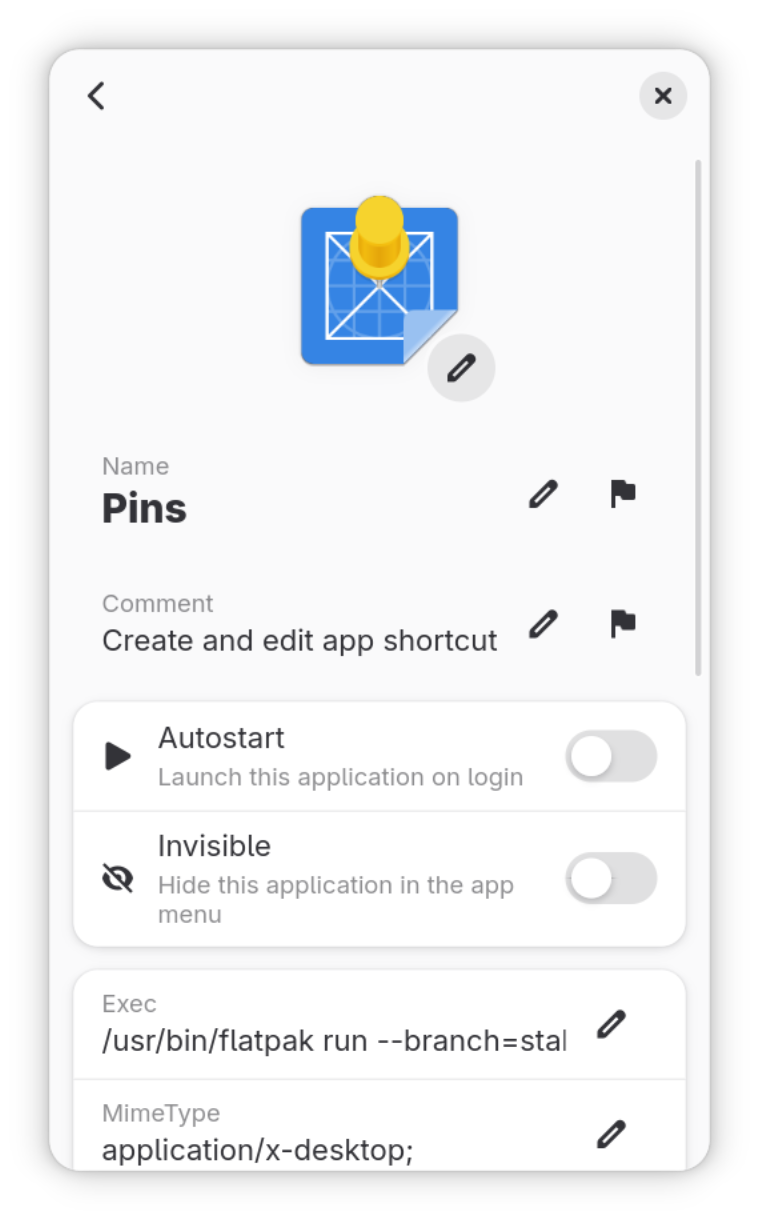 Name
Pins
Comment
Create and edit app shortcut
Autostart
Launch this application on login
Invisible
Hide this application in the app
menu
Exec
/usr/bin/flatpak run --branch=stal
MimeType
application/x-desktop;